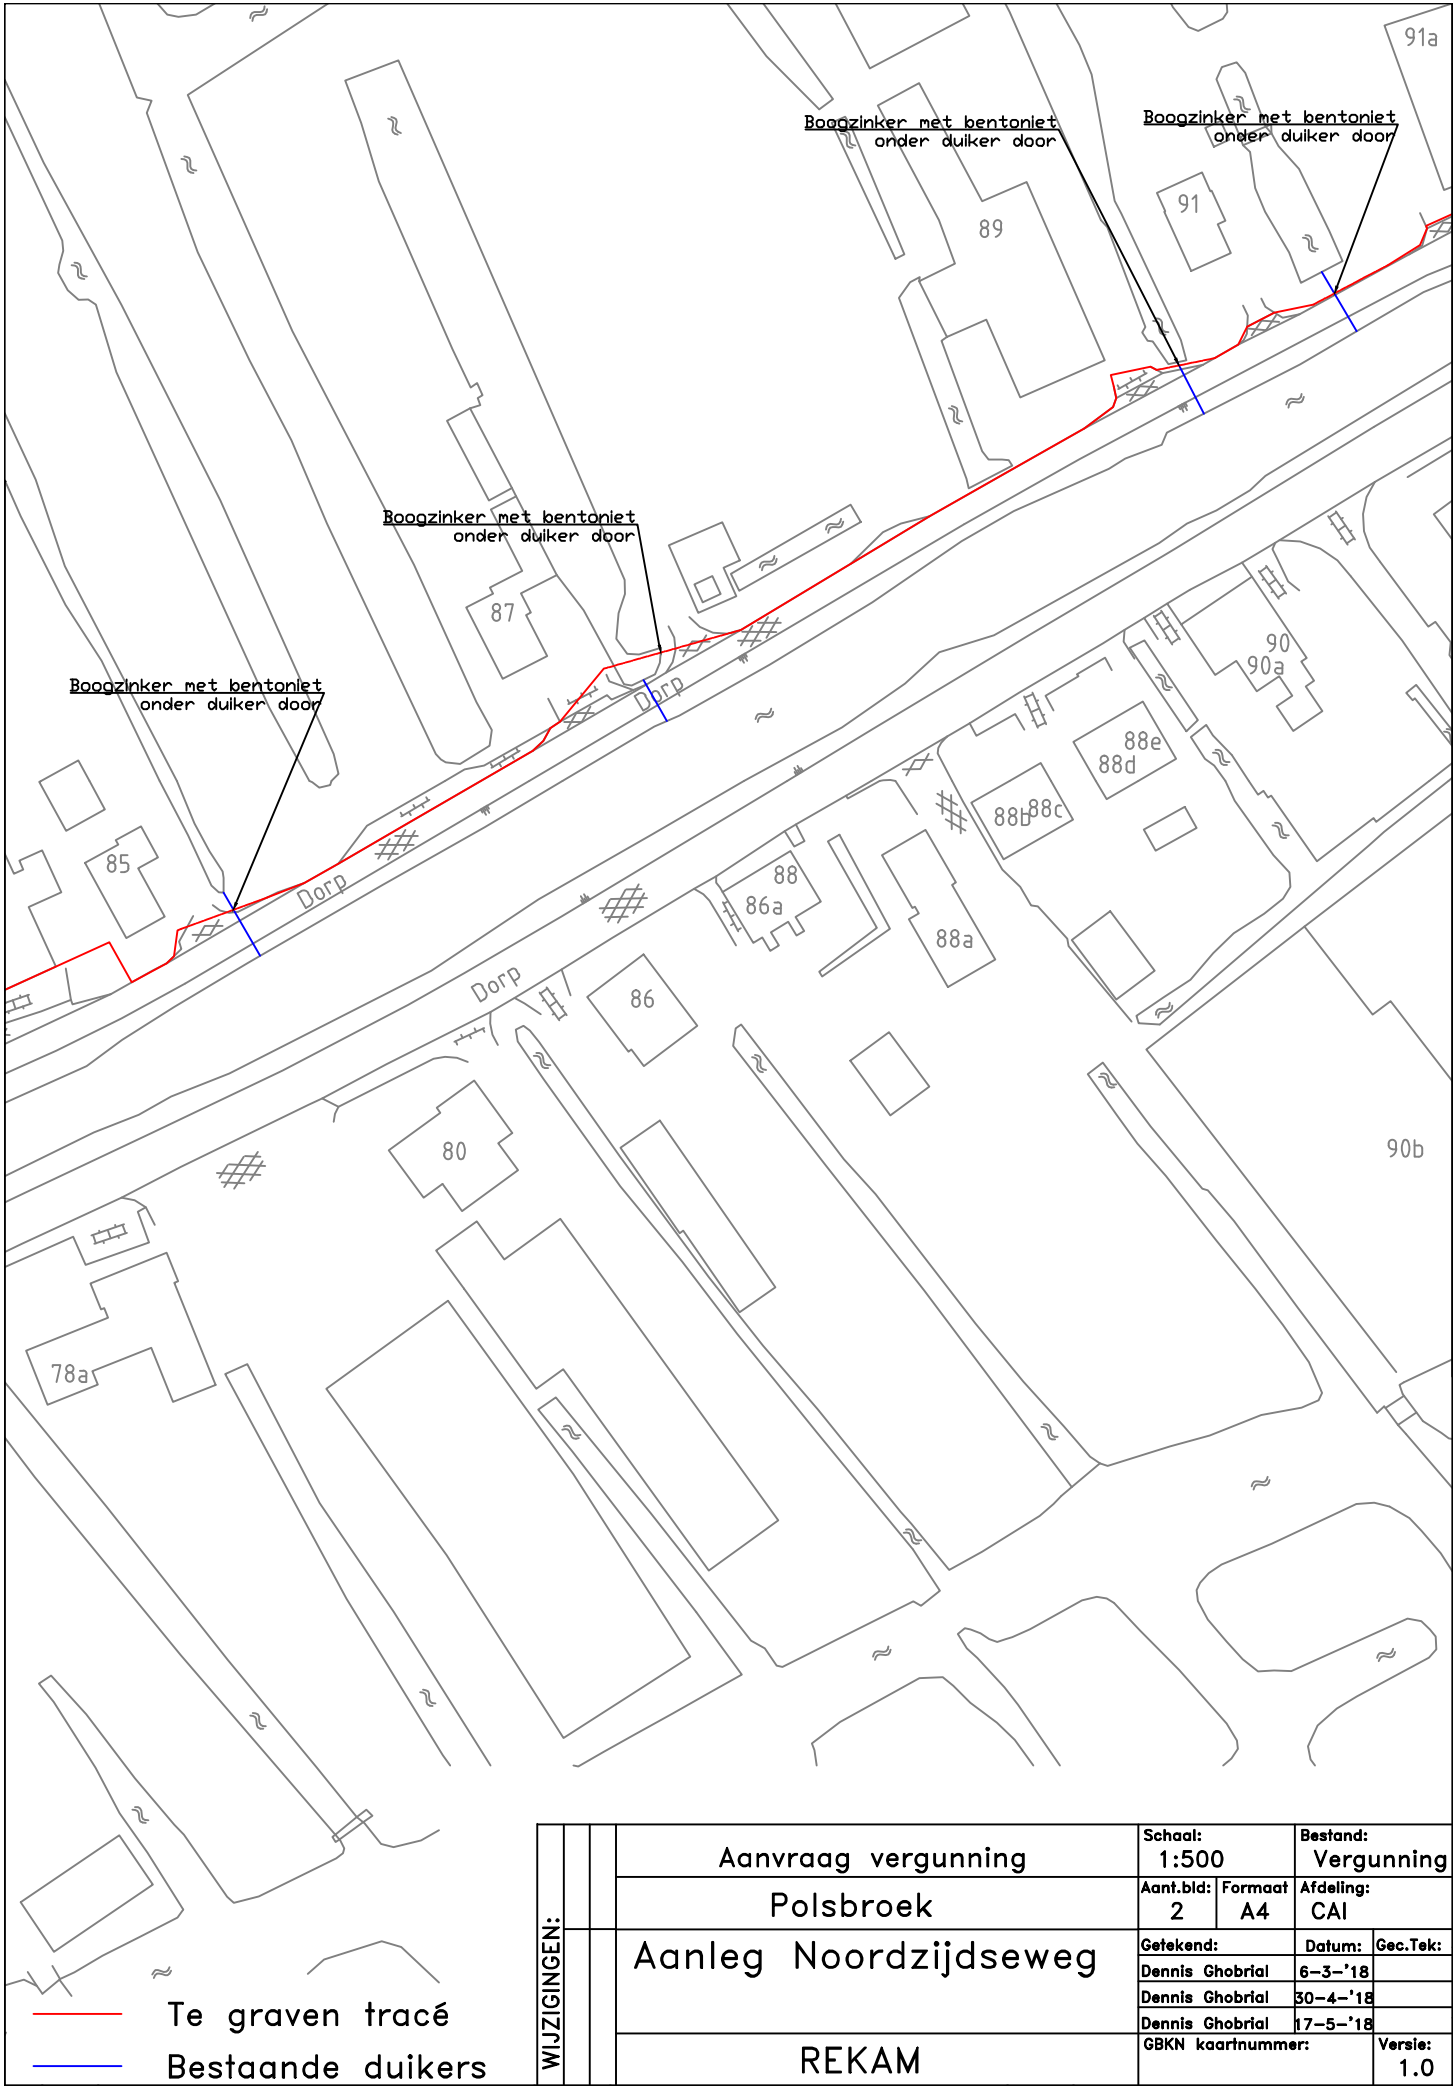 91a
Boogzinker met bentoniet
onder duiker door
Boogzinker met bentoniet
onder duiker door
91
89
Boogzinker met bentoniet
onder duiker door
87
90
90a
Boogzinker met bentoniet
onder duiker door
Dorp
88e
88d
88b
88c
85
88
86a
Dorp
88a
Dorp
86
80
90b
78a
Te graven tracé
Bestaande duikers
WIJZIGINGEN:
Aanvraag vergunning
Polsbroek
Aanleg Noordzijdseweg
REKAM
Schaal:
1:500
Bestand:
Vergunning
Aant.bld:
2
Formaat
A4
Afdeling:
CAI
Getekend: Datum: Gec.Tek:
Dennis Ghobrial 6-3-'18
Dennis Ghobrial 30-4-'18
Dennis Ghobrial 17-5-'18
GBKN kaartnummer:
Versie:
1.0